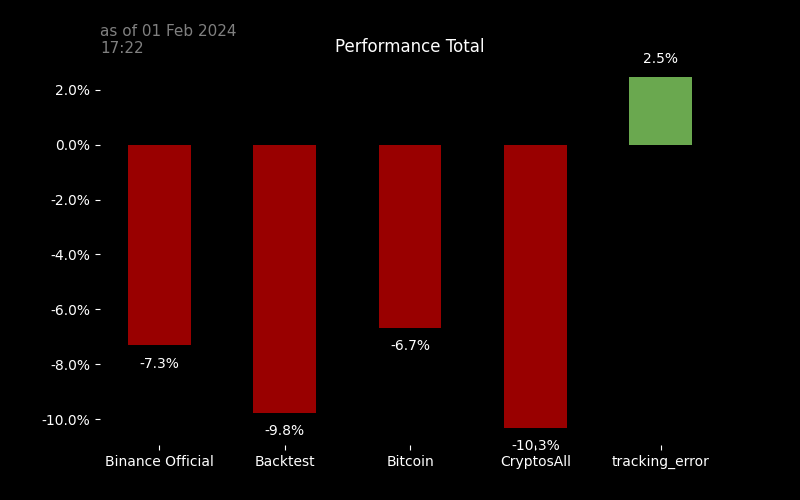 as of 01 Feb 2024
17:22
Performance Total
2.5%
2.0%
0.0%
-2.0%
-4.0%
-6.0%
-8.0%
-10.0%
-7.3%
-9.8%
-6.7%
-10.3%
Binance Official
Backtest
Bitcoin
CryptosAll
tracking_error